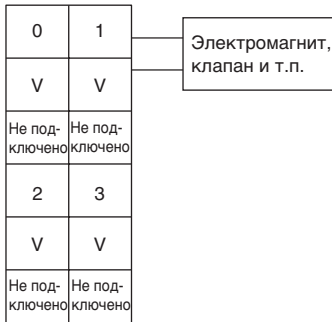 0 1
Электромагнит,
клапан и т.п.
V V
Не под- Не под-
ключено ключено
2 3
V V
Не под- Не под-
ключено ключено